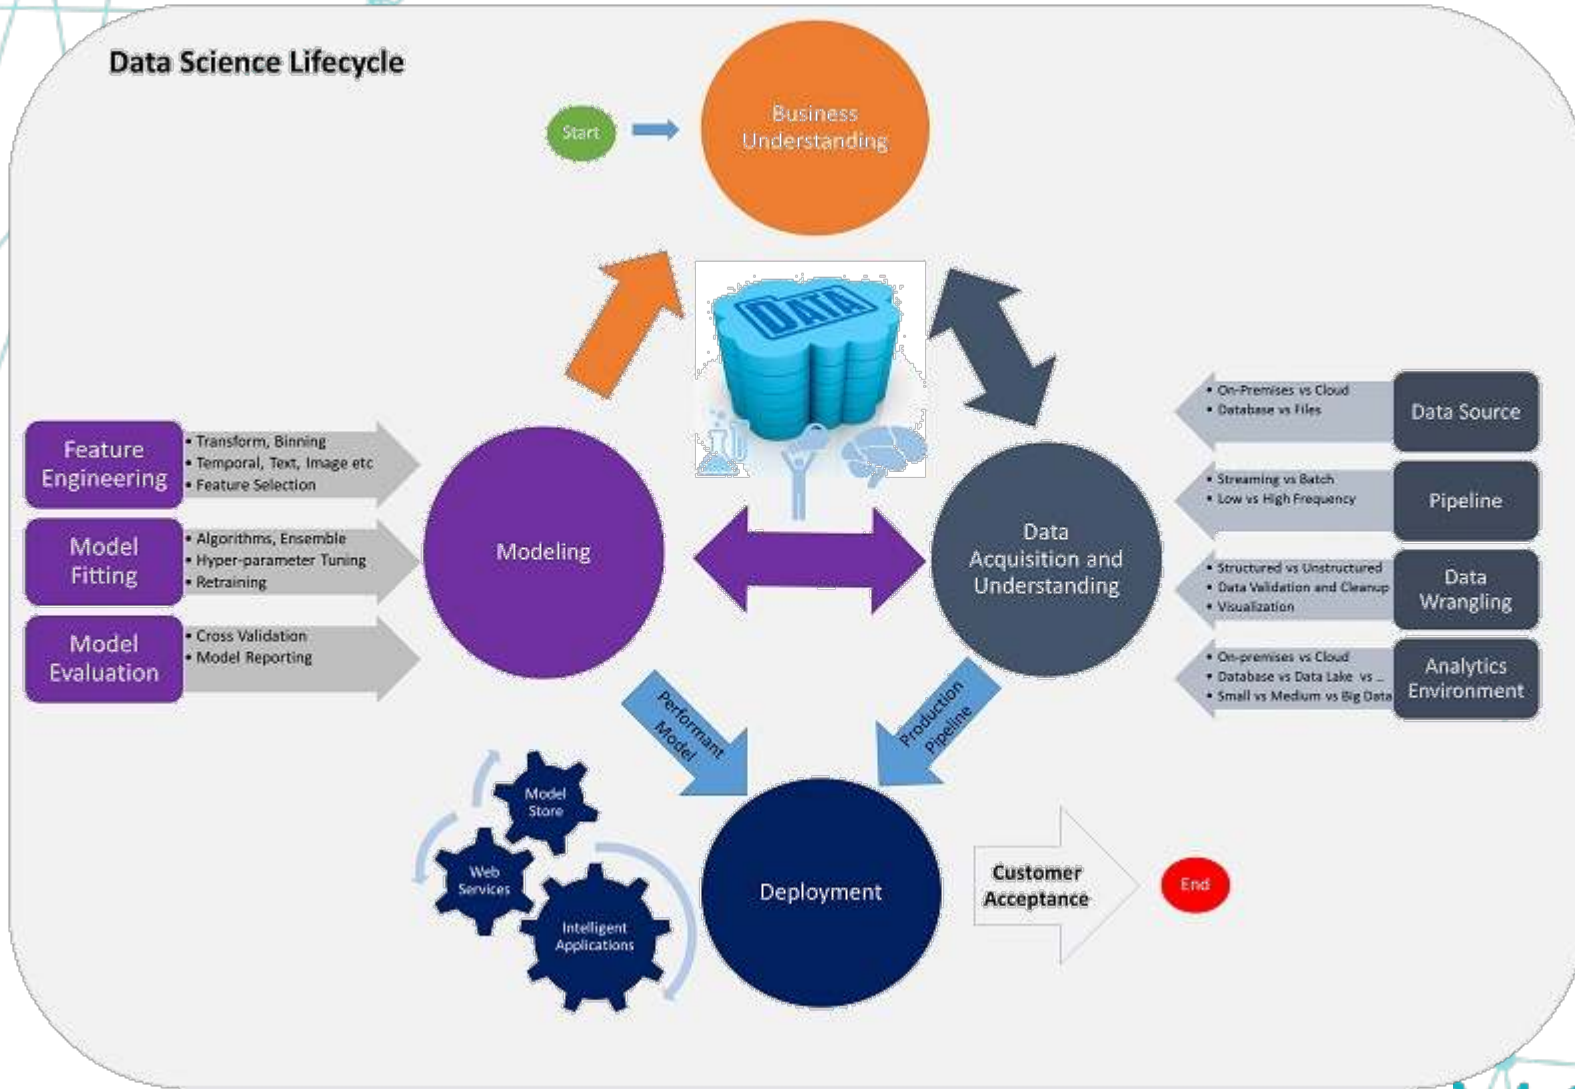 Data Science Lifecycle
Start
Business
Understanding
DATA
Feature
Engineering
• Transform, Binning
• Temporal, Text, Image etc
• Feature Selection
Model
Fitting
• Algorithms, Ensemble
• Hyper-parameter Tuning
• Retraining
Model
Evaluation
• Cross Validation
• Model Reporting
Modeling
Data
Acquisition and
Understanding
• On-Premises vs Cloud
• Database vs Files
Data Source
• Streaming vs Batch
• Low vs High Frequency
Pipeline
• Structured vs Unstructured
• Data Validation and Cleanup
• Visualization
Data
Wrangling
• On-premises vs Cloud
• Database vs Data Lake vs ..
• Small vs Medium vs Big Data
Analytics
Environment
Performant
Model
Production
Pipeline
Model
Store
Web
Services
Intelligent
Applications
Deployment
Customer
Acceptance
End